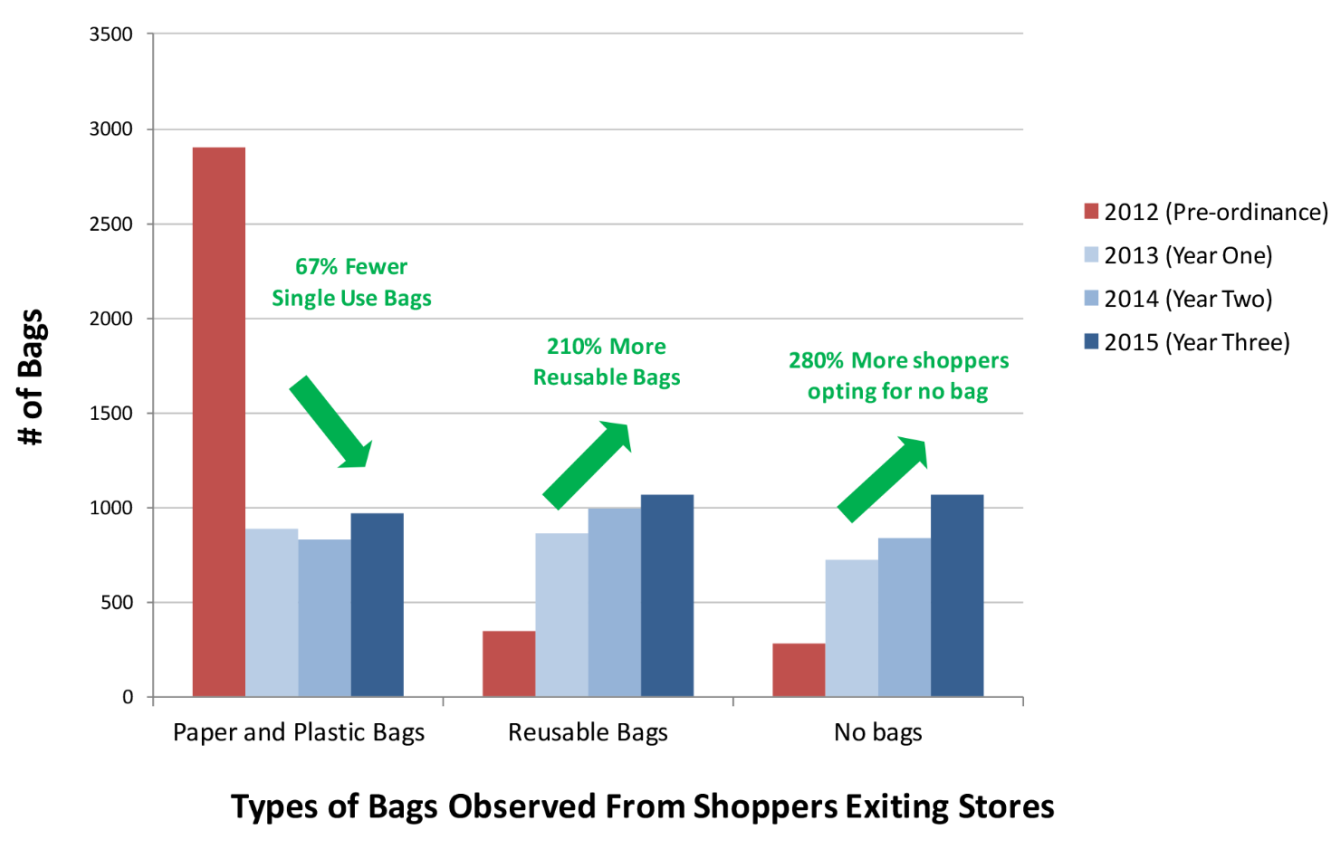 3500
3000
2500
2000
1500
1000
500
0
# of Bags
67% Fewer
Single Use Bags
210% More
Reusable Bags
280% More shoppers
opting for no bag
2012 (Pre-ordinance)
2013 (Year One)
2014 (Year Two)
2015 (Year Three)
Paper and Plastic Bags
Reusable Bags
No bags
Types of Bags Observed From Shoppers Exiting Stores